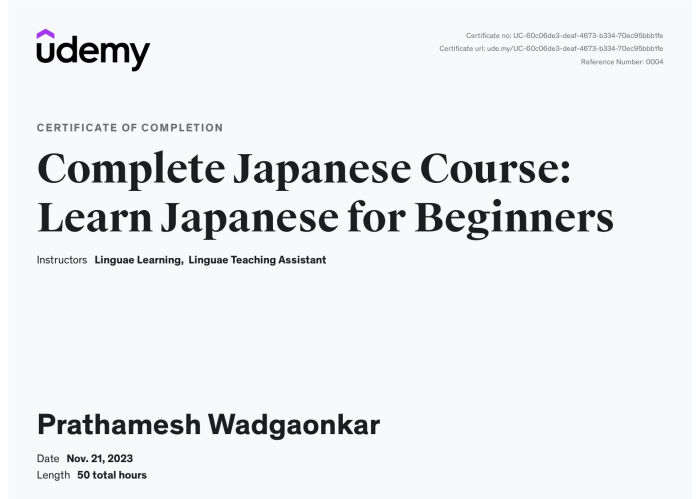 ûdemy
Certificate no: UC-60c06de3-deaf-4673-b334-70ec95bbb1fe
Certificate url: ude.my/UC-60c06de3-deaf-4673-b334-70ec95bbb1fe
Reference Number: 0004
CERTIFICATE OF COMPLETION
Complete Japanese Course:
Learn Japanese for Beginners
Instructors Linguae Learning, Linguae Teaching Assistant
Prathamesh Wadgaonkar
Date Nov. 21, 2023
Length 50 total hours